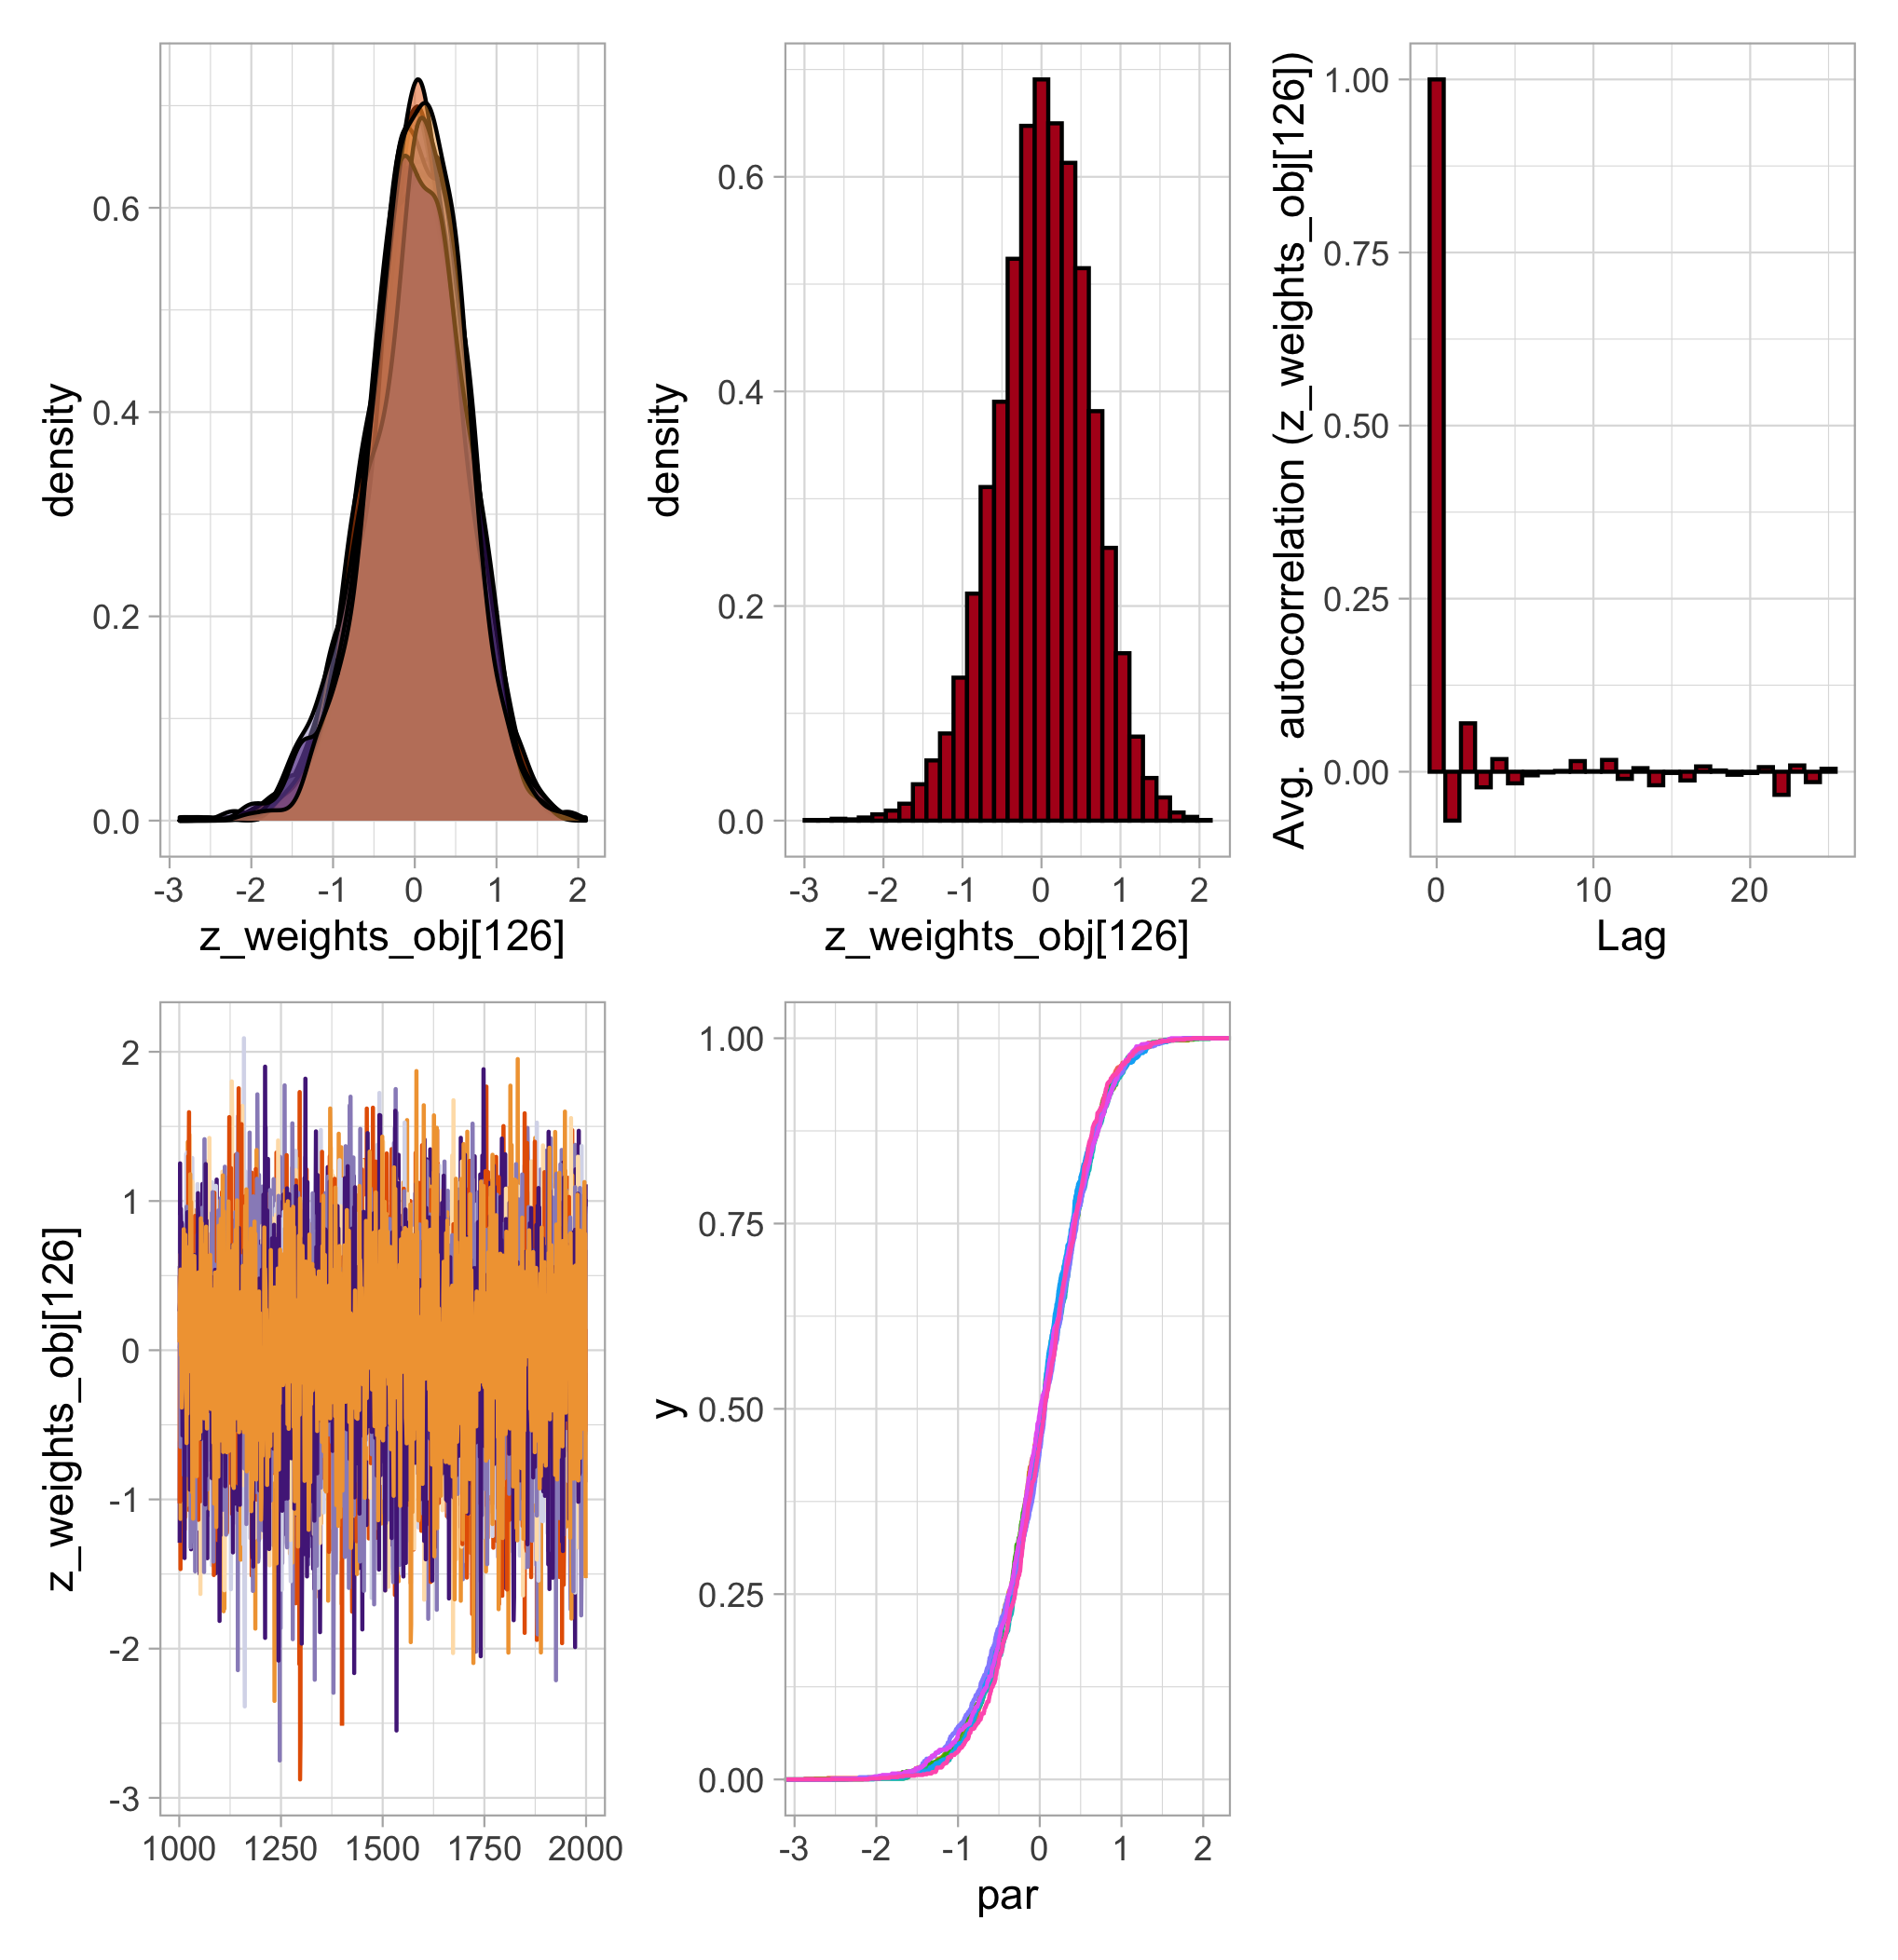 density
0.6
0.4
0.2
0.0
-3 -2 -1 0 1 2
z_weights_obj[126]
density
0.6
0.4
0.2
0.0
-3 -2 -1 0 1 2
z_weights_obj[126]
Avg. autocorrelation (z_weights_obj[126])
1.00
0.75
0.50
0.25
0.00
0 10 20
Lag
z_weights_obj[126]
2
1
0
-1
-2
-3
1000 1250 1500 1750 2000
y
1.00
0.75
0.50
0.25
0.00
-3 -2 -1 0 1 2
par